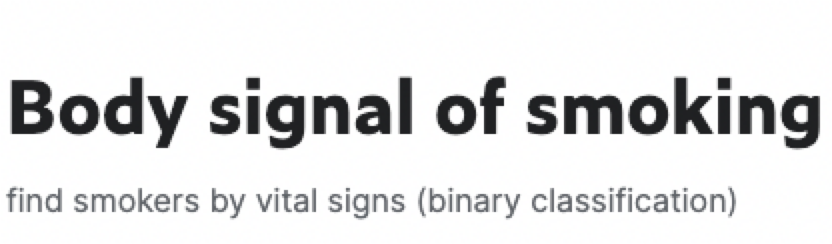 Body signal of smoking
find smokers by vital signs (binary classification)